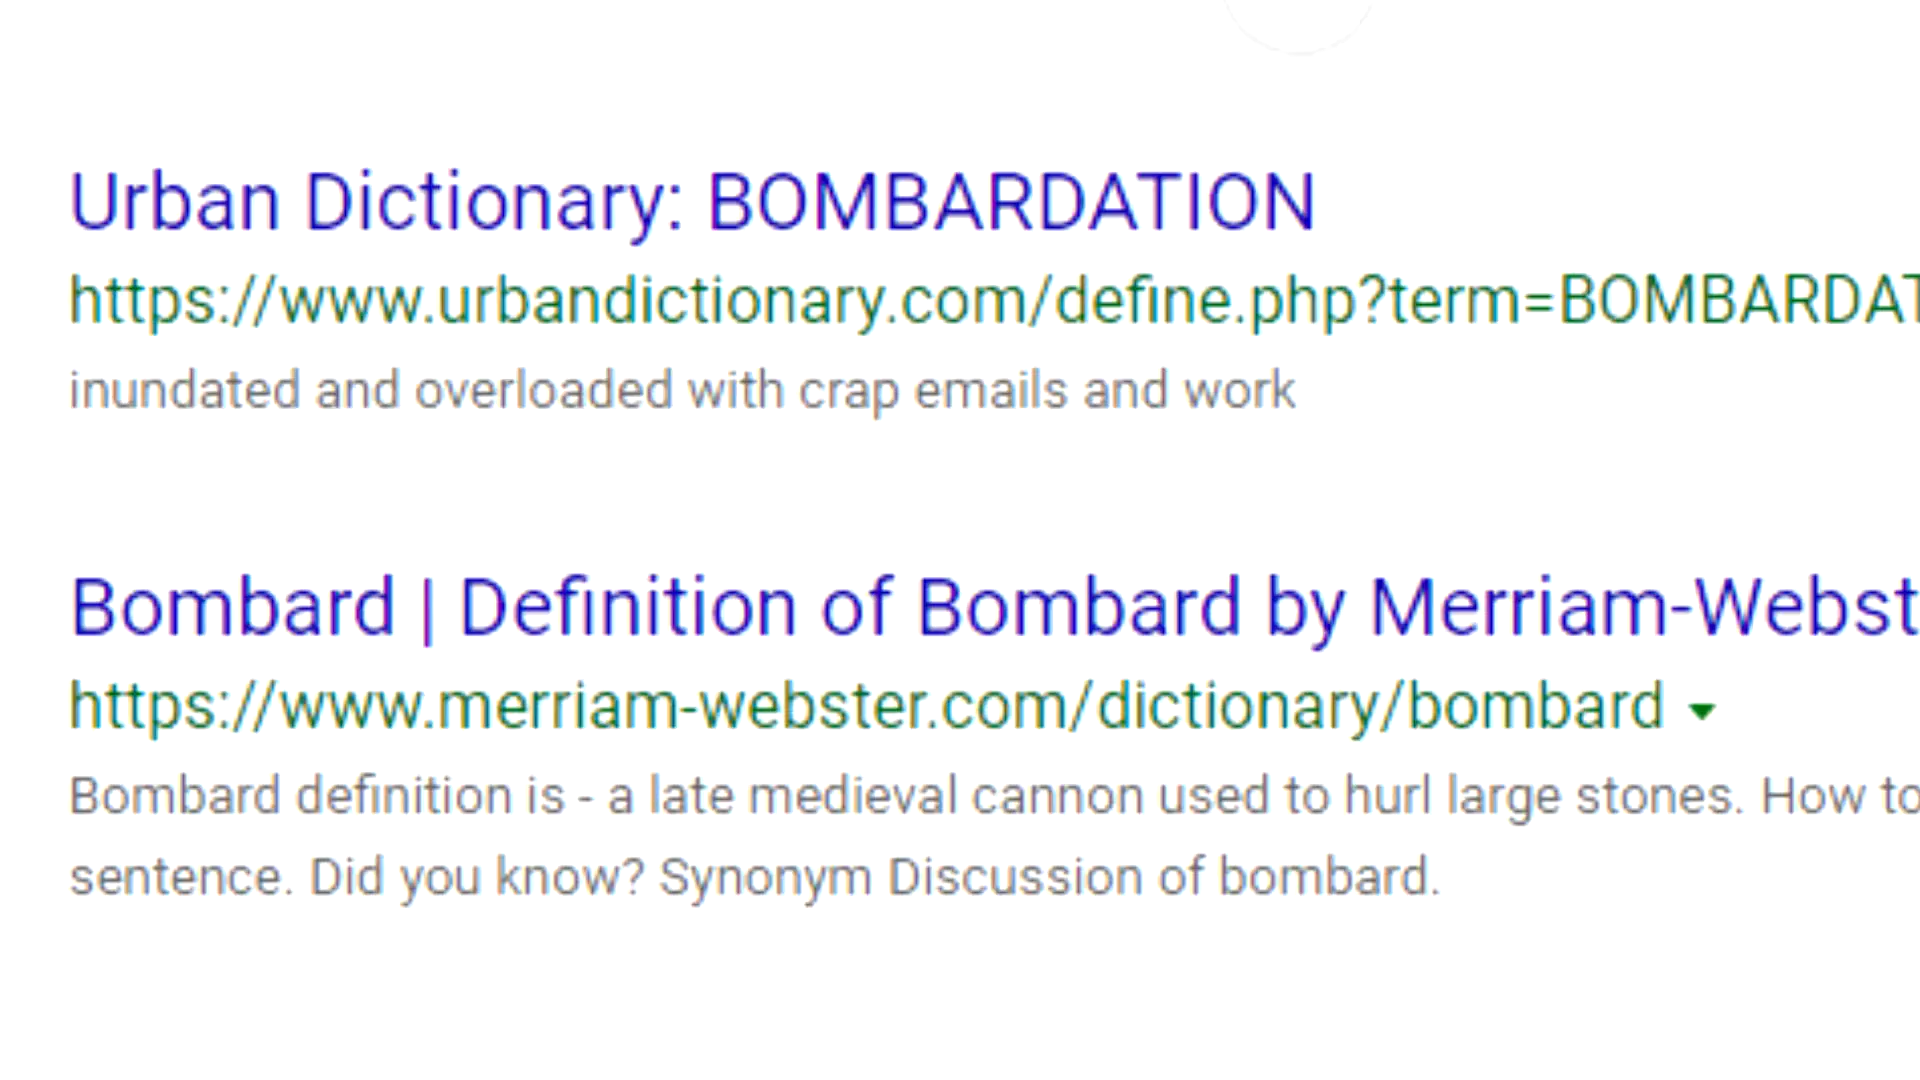 Urban Dictionary: BOMBARDATION
https://www.urbandictionary.com/define.php?term=BOMBARDAT
inundated and overloaded with crap emails and work
Bombard | Definition of Bombard by Merriam-Webst
https://www.merriam-webster.com/dictionary/bombard
Bombard definition is - a late medieval cannon used to hurl large stones. How to
sentence. Did you know? Synonym Discussion of bombard.